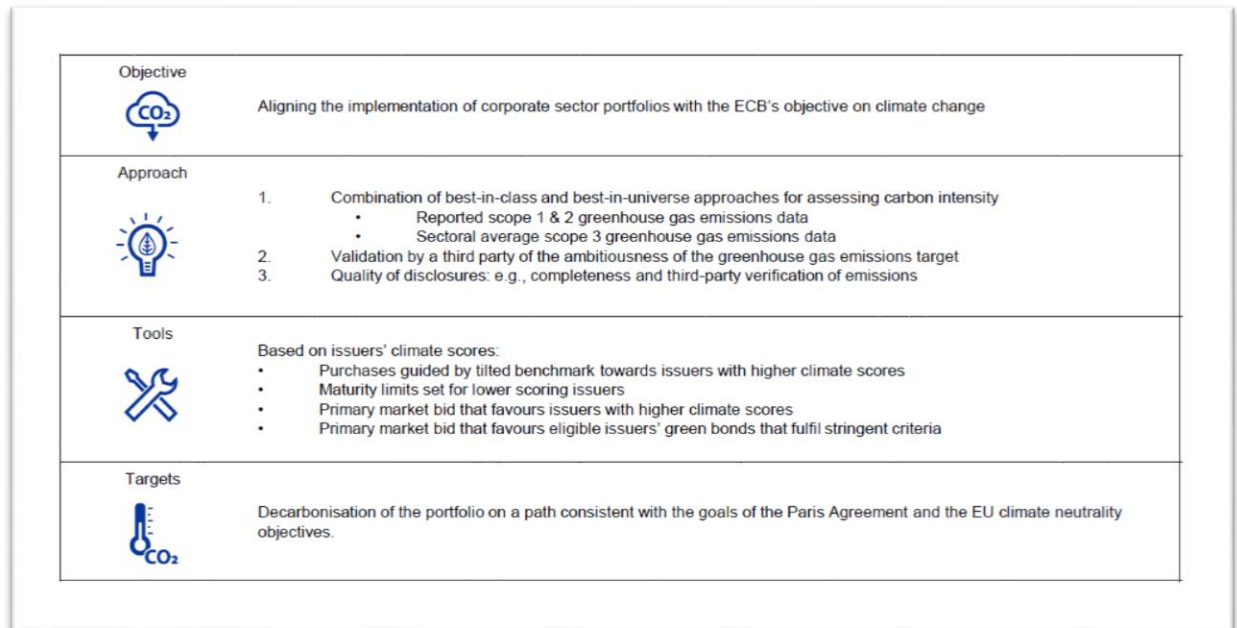 Objective
CO₂
Aligning the implementation of corporate sector portfolios with the ECB's objective on climate change
Approach
1. Combination of best-in-class and best-in-universe approaches for assessing carbon intensity
• Reported scope 1 & 2 greenhouse gas emissions data
• Sectoral average scope 3 greenhouse gas emissions data
2. Validation by a third party of the ambitiousness of the greenhouse gas emissions target
3. Quality of disclosures: e.g., completeness and third-party verification of emissions
Tools
Based on issuers' climate scores:
• Purchases guided by tilted benchmark towards issuers with higher climate scores
• Maturity limits set for lower scoring issuers
• Primary market bid that favours issuers with higher climate scores
• Primary market bid that favours eligible issuers' green bonds that fulfil stringent criteria
Targets
CO₂
Decarbonisation of the portfolio on a path consistent with the goals of the Paris Agreement and the EU climate neutrality
objectives.